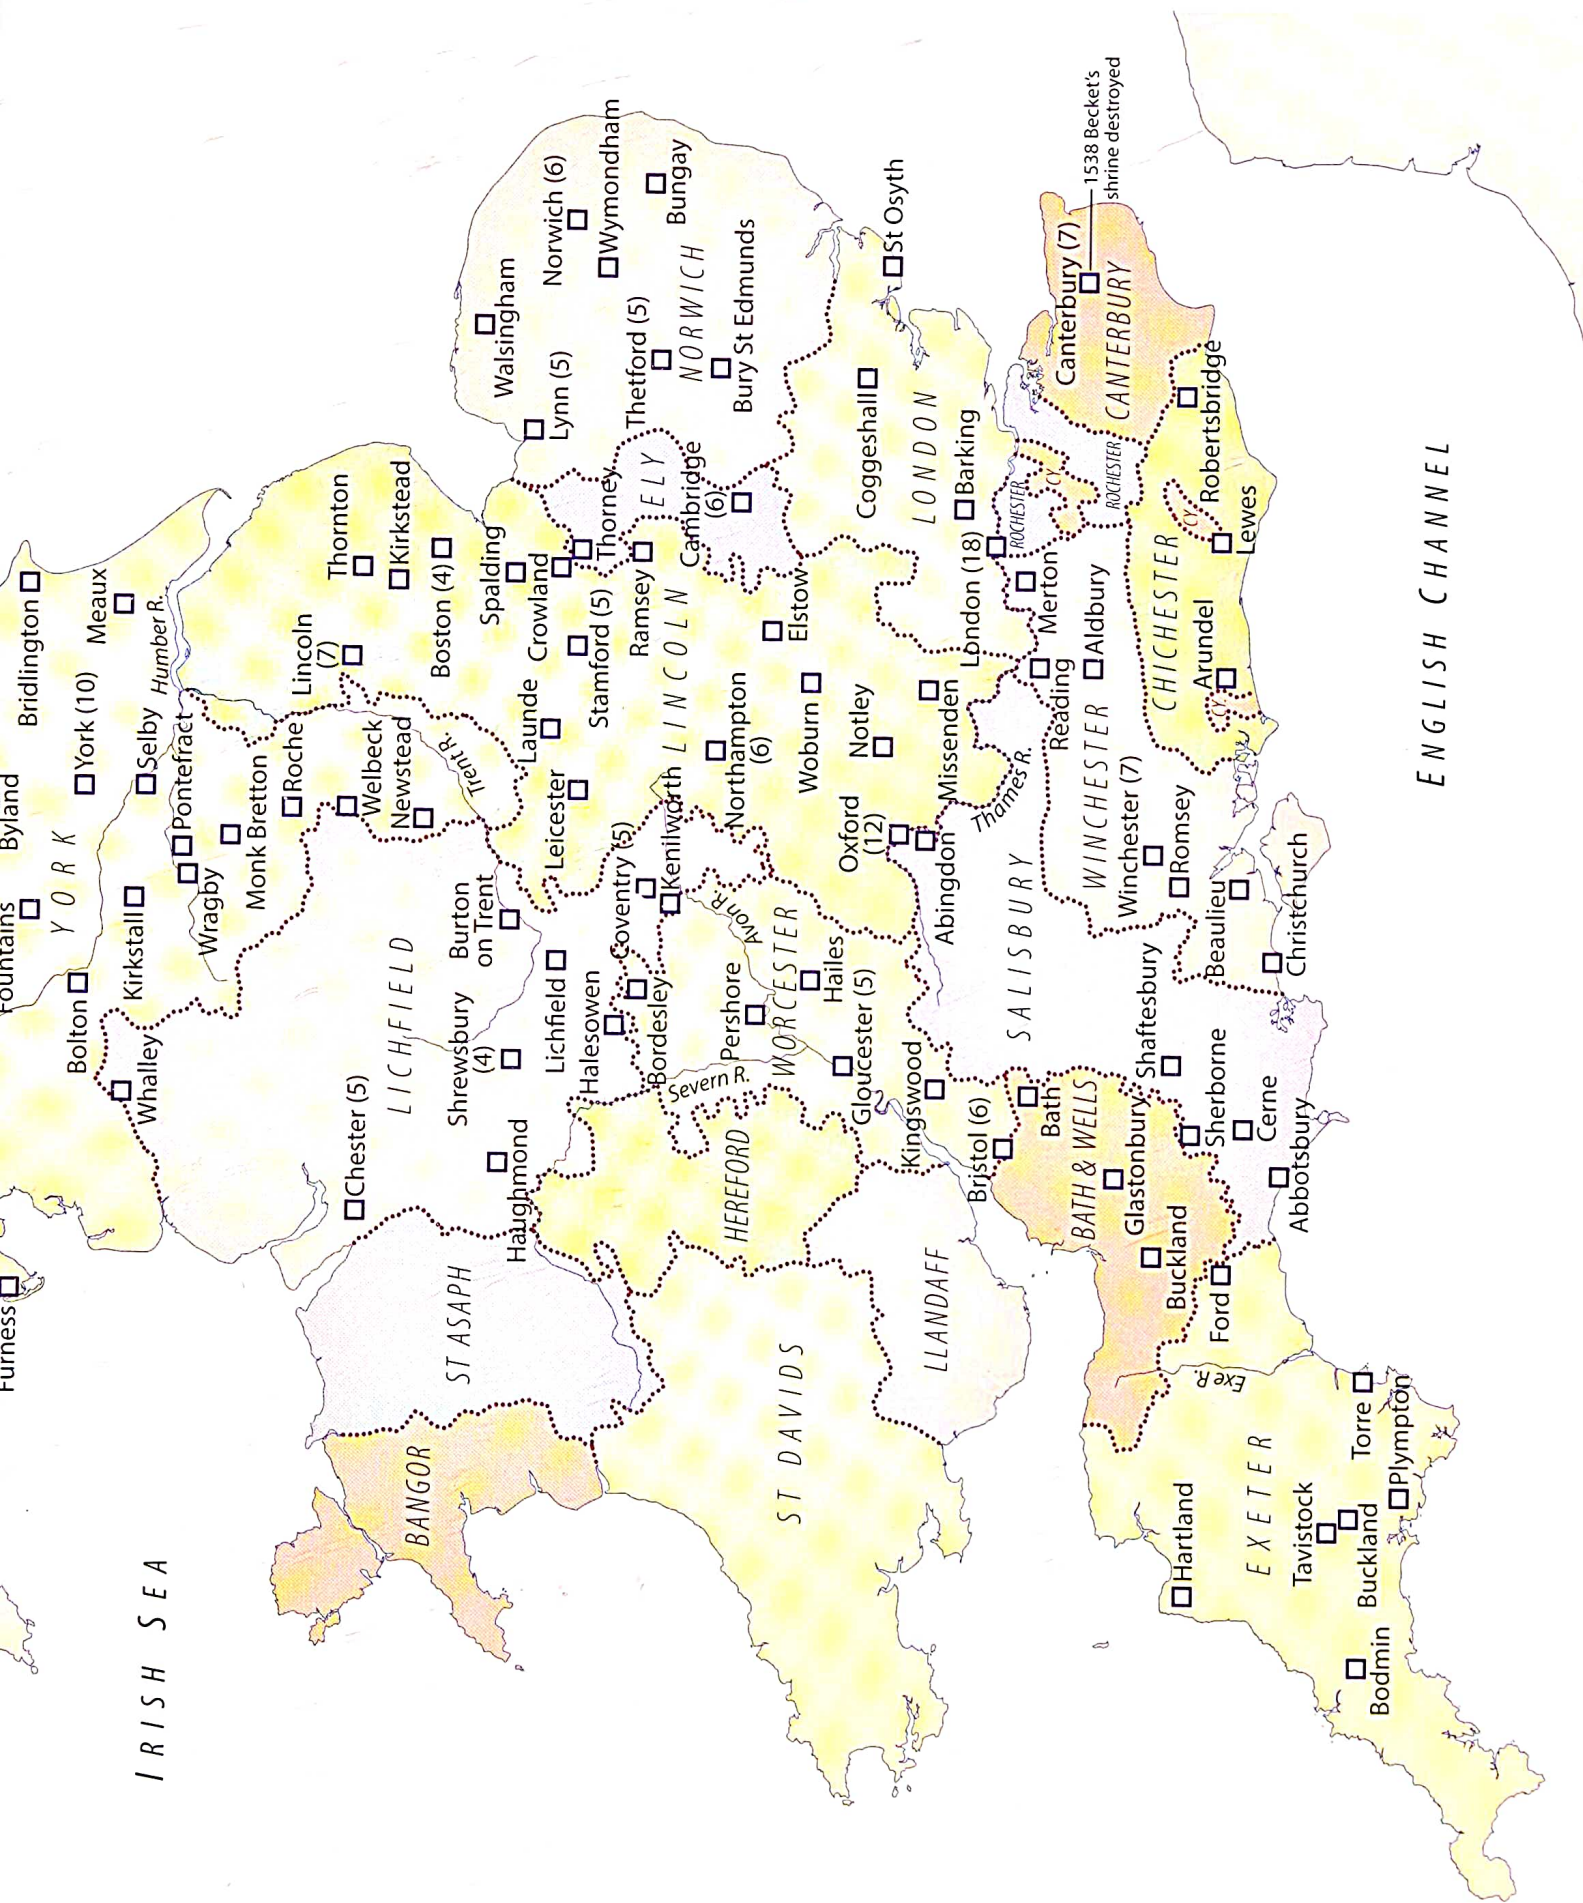 Furness
Fountains
Byland
Bridlington
YORK
Bolton
York (10)
Meaux
Kirkstall
Selby
Humber R.
Whalley
Wragby
Pontefract
IRISH SEA
Monk Bretton
Roche
Lincoln
(7)
Thornton
Chester (5)
Welbeck
Newstead
Kirkstead
LICHFIELD
BANGOR
ST ASAPH
Trent R.
Boston (4)
Shrewsbury
(4)
Burton
on Trent
Spalding
Walsingham
Haughmond
Launde
Crowland
Lynn (5)
Norwich (6)
Lichfield
Leicester
Stamford (5)
Thorney
Wymondham
Halesowen
Coventry (5)
Ramsey
ELY
Thetford (5)
Bungay
Bordesley
Kenilworth
LINCOLN
Cambridge
(6)
NORWICH
Severn R.
Avon R.
Northampton
(6)
Bury St Edmunds
HEREFORD
Pershore
WORCESTER
Elstow
ST DAVIDS
Hailes
Woburn
Gloucester (5)
Oxford
(12)
Notley
Coggeshall
St Osyth
LLANDAFF
Kingswood
Abingdon
Missenden
LONDON
Bristol (6)
Thames R.
London (18)
Barking
SALISBURY
ROCHESTER
Bath
Reading
Merton
CY.
Canterbury (7)
1538 Becket's
shrine destroyed
BATH & WELLS
WINCHESTER
Aldbury
ROCHESTER
CANTERBURY
Glastonbury
Shaftesbury
Winchester (7)
CHICHESTER
Hartland
Buckland
Romsey
CY.
Robertsbridge
Ford
Sherborne
Beaulieu
Arundel
CY.
Lewes
Exe R.
Cerne
EXETER
Abbotsbury
Christchurch
Tavistock
Torre
Buckland
Plympton
Bodmin
ENGLISH CHANNEL